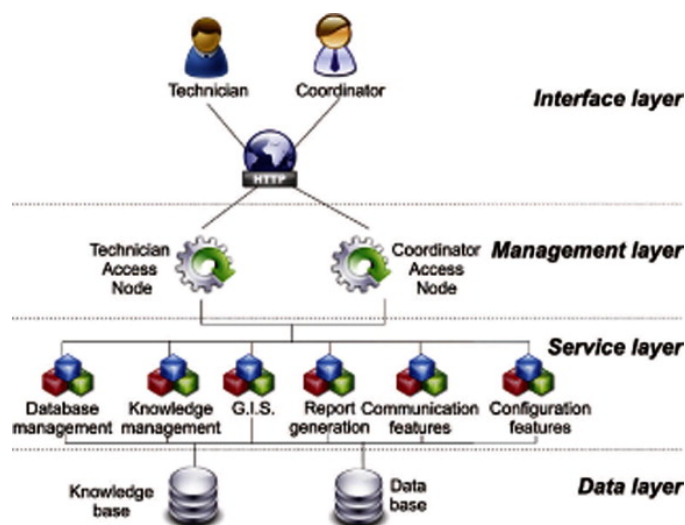 Technician
Coordinator
Interface layer
HTTP
Technician
Access
Node
Coordinator
Access
Node
Management layer
Service layer
Database
management
Knowledge
management
G.I.S.
Report
generation
Communication
features
Configuration
features
Knowledge
base
Data
base
Data layer